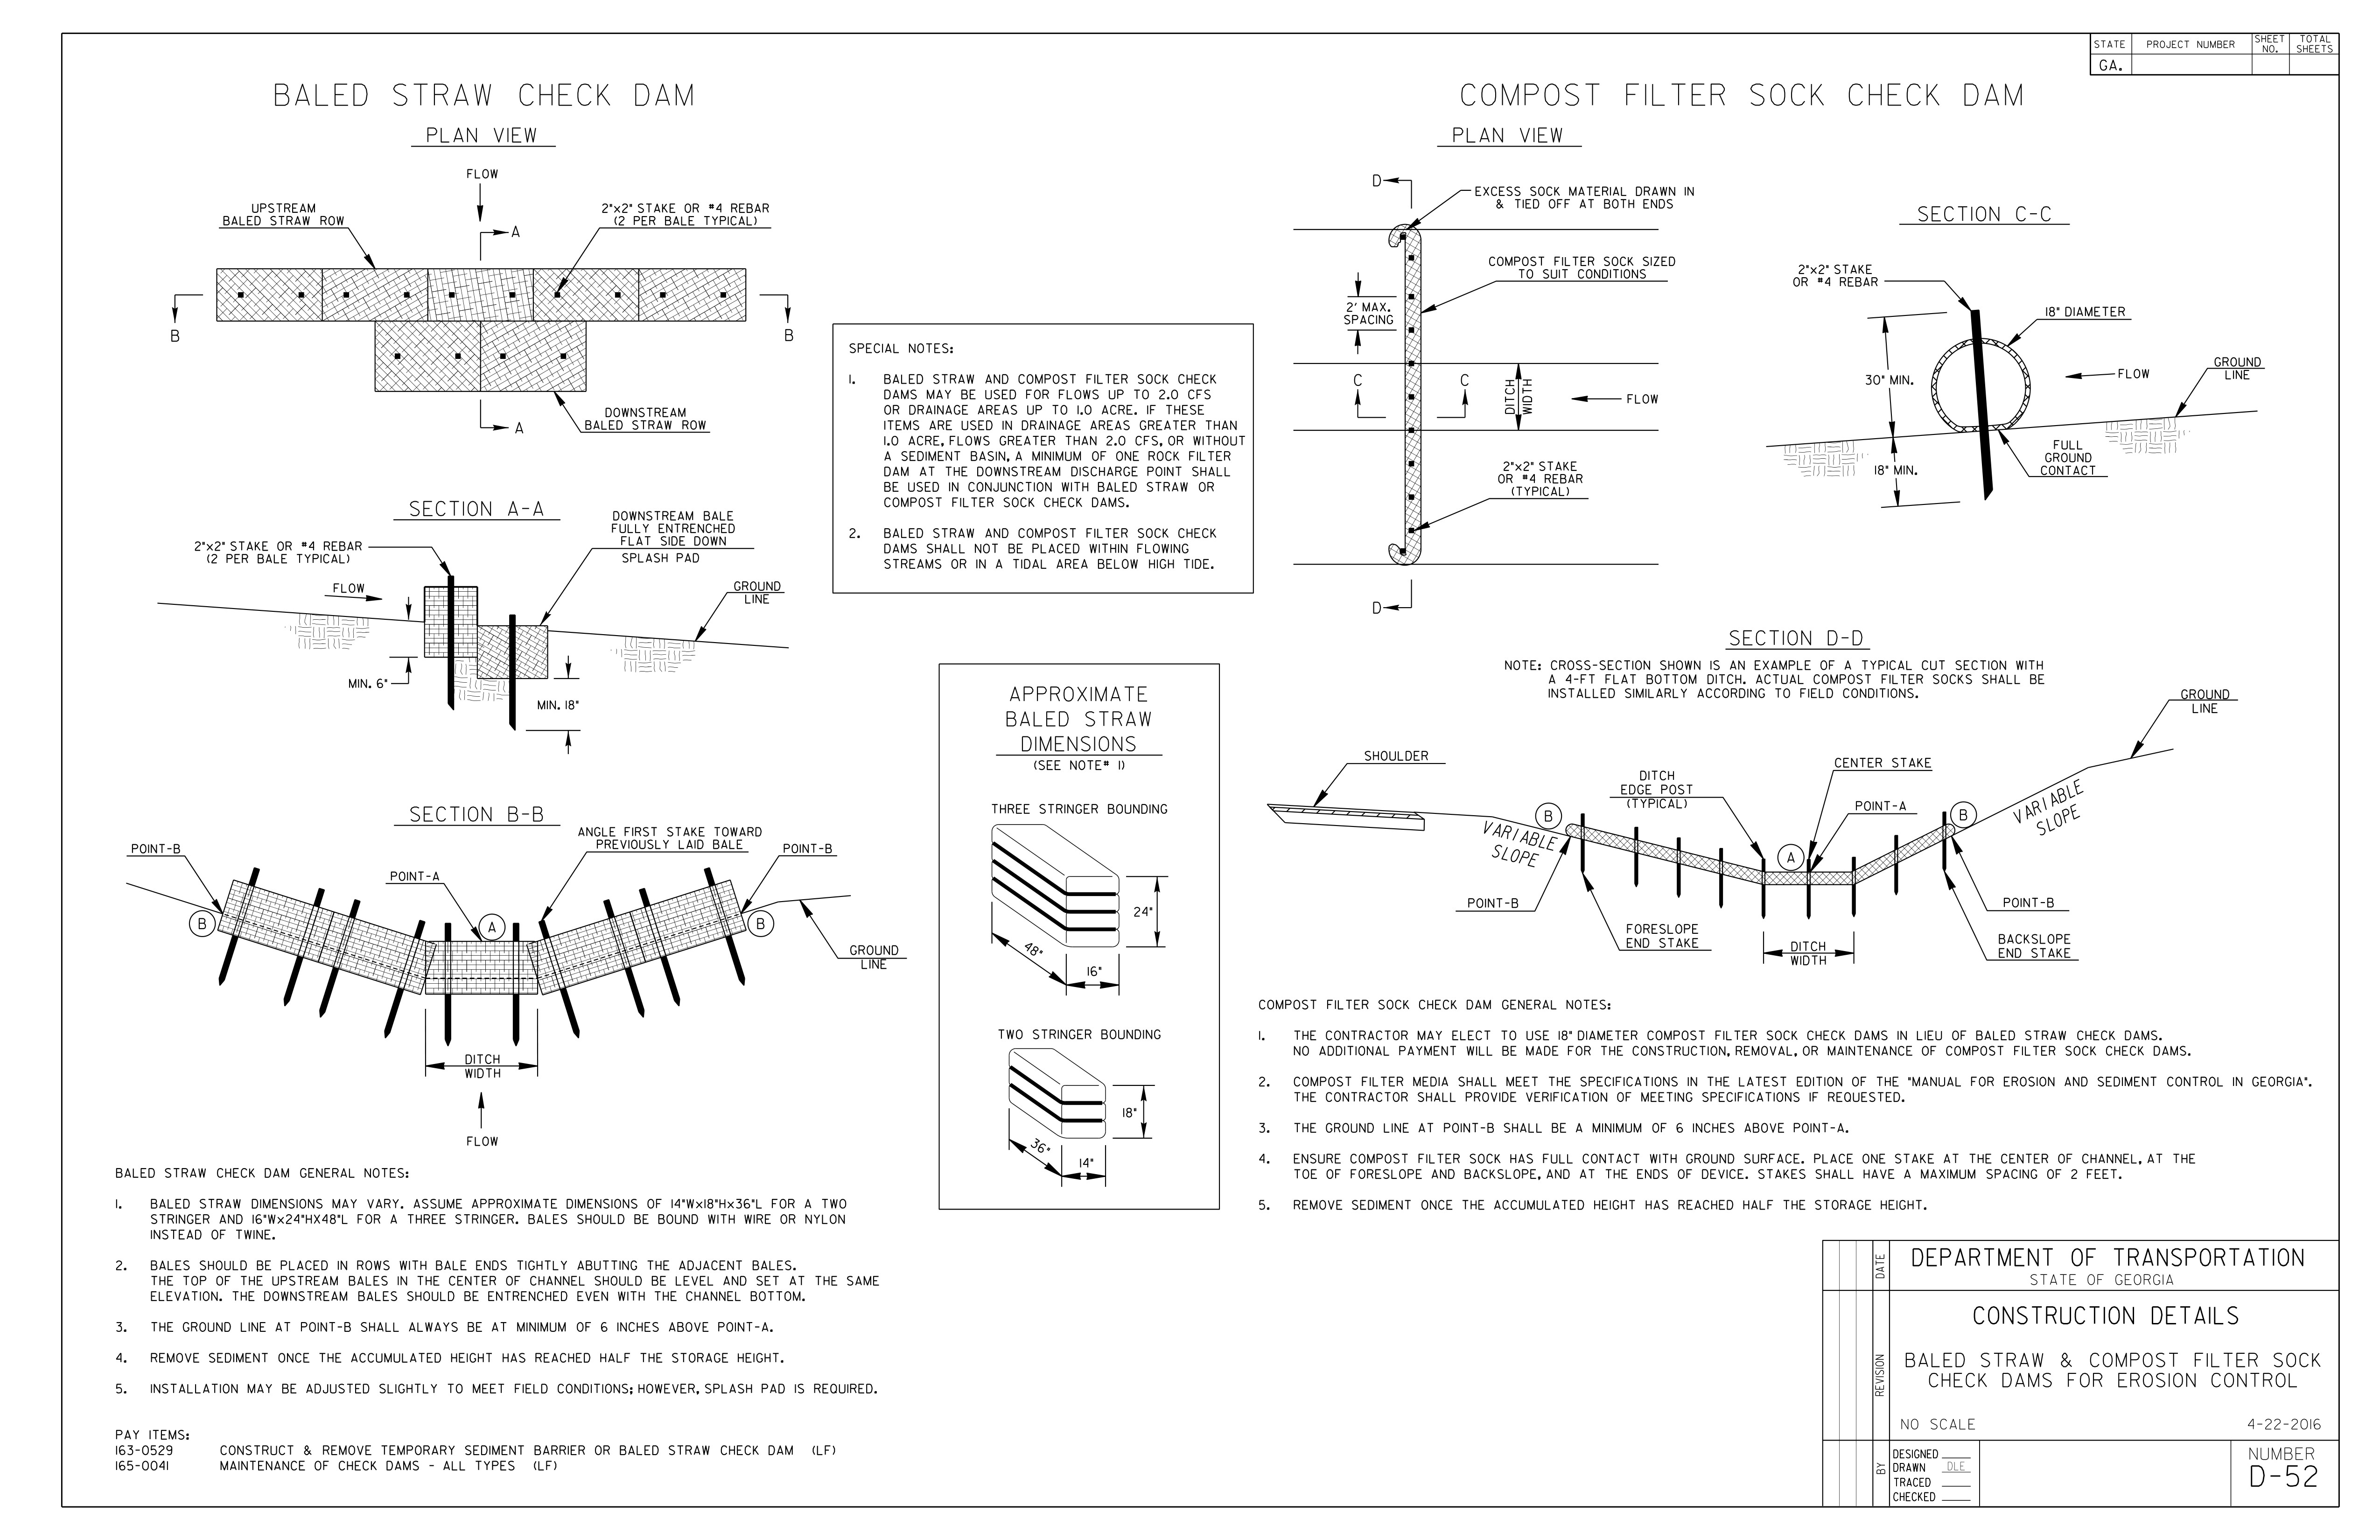 STATE
PROJECT NUMBER
SHEET
NO.
TOTAL
SHEETS
GA.
BALED STRAW CHECK DAM
PLAN VIEW
FLOW
UPSTREAM
BALED STRAW ROW
2"x2" STAKE OR #4 REBAR
(2 PER BALE TYPICAL)
A
B
B
DOWNSTREAM
BALED STRAW ROW
A
SECTION A-A
2"x2" STAKE OR #4 REBAR
(2 PER BALE TYPICAL)
DOWNSTREAM BALE
FULLY ENTRENCHED
FLAT SIDE DOWN
SPLASH PAD
FLOW
GROUND
LINE
MIN. 6"
MIN. 18"
SECTION B-B
ANGLE FIRST STAKE TOWARD
PREVIOUSLY LAID BALE
POINT-B
POINT-A
POINT-B
B
A
B
GROUND
LINE
DITCH
WIDTH
FLOW
BALED STRAW CHECK DAM GENERAL NOTES:
1. BALED STRAW DIMENSIONS MAY VARY. ASSUME APPROXIMATE DIMENSIONS OF 14"Wx18"Hx36"L FOR A TWO
STRINGER AND 16"Wx24"HX48"L FOR A THREE STRINGER. BALES SHOULD BE BOUND WITH WIRE OR NYLON
INSTEAD OF TWINE.
2. BALES SHOULD BE PLACED IN ROWS WITH BALE ENDS TIGHTLY ABUTTING THE ADJACENT BALES.
THE TOP OF THE UPSTREAM BALES IN THE CENTER OF CHANNEL SHOULD BE LEVEL AND SET AT THE SAME
ELEVATION. THE DOWNSTREAM BALES SHOULD BE ENTRENCHED EVEN WITH THE CHANNEL BOTTOM.
3. THE GROUND LINE AT POINT-B SHALL ALWAYS BE AT MINIMUM OF 6 INCHES ABOVE POINT-A.
4. REMOVE SEDIMENT ONCE THE ACCUMULATED HEIGHT HAS REACHED HALF THE STORAGE HEIGHT.
5. INSTALLATION MAY BE ADJUSTED SLIGHTLY TO MEET FIELD CONDITIONS; HOWEVER, SPLASH PAD IS REQUIRED.
PAY ITEMS:
163-0529 CONSTRUCT & REMOVE TEMPORARY SEDIMENT BARRIER OR BALED STRAW CHECK DAM (LF)
165-0041 MAINTENANCE OF CHECK DAMS - ALL TYPES (LF)
SPECIAL NOTES:
1. BALED STRAW AND COMPOST FILTER SOCK CHECK
DAMS MAY BE USED FOR FLOWS UP TO 2.0 CFS
OR DRAINAGE AREAS UP TO 1.0 ACRE. IF THESE
ITEMS ARE USED IN DRAINAGE AREAS GREATER THAN
1.0 ACRE, FLOWS GREATER THAN 2.0 CFS, OR WITHOUT
A SEDIMENT BASIN, A MINIMUM OF ONE ROCK FILTER
DAM AT THE DOWNSTREAM DISCHARGE POINT SHALL
BE USED IN CONJUNCTION WITH BALED STRAW OR
COMPOST FILTER SOCK CHECK DAMS.
2. BALED STRAW AND COMPOST FILTER SOCK CHECK
DAMS SHALL NOT BE PLACED WITHIN FLOWING
STREAMS OR IN A TIDAL AREA BELOW HIGH TIDE.
APPROXIMATE
BALED STRAW
DIMENSIONS
(SEE NOTE# 1)
THREE STRINGER BOUNDING
24"
48"
16"
TWO STRINGER BOUNDING
18"
36"
14"
COMPOST FILTER SOCK CHECK DAM
PLAN VIEW
D
EXCESS SOCK MATERIAL DRAWN IN
& TIED OFF AT BOTH ENDS
COMPOST FILTER SOCK SIZED
TO SUIT CONDITIONS
2' MAX.
SPACING
C
C
DITCH
WIDTH
FLOW
2"x2" STAKE
OR #4 REBAR
(TYPICAL)
D
SECTION C-C
2"x2" STAKE
OR #4 REBAR
18" DIAMETER
30" MIN.
FLOW
GROUND
LINE
18" MIN.
FULL
GROUND
CONTACT
SECTION D-D
NOTE: CROSS-SECTION SHOWN IS AN EXAMPLE OF A TYPICAL CUT SECTION WITH
A 4-FT FLAT BOTTOM DITCH. ACTUAL COMPOST FILTER SOCKS SHALL BE
INSTALLED SIMILARLY ACCORDING TO FIELD CONDITIONS.
GROUND
LINE
SHOULDER
DITCH
EDGE POST
(TYPICAL)
CENTER STAKE
POINT-A
B
A
B
VARIABLE
SLOPE
VARIABLE
SLOPE
POINT-B
FORESLOPE
END STAKE
DITCH
WIDTH
POINT-B
BACKSLOPE
END STAKE
COMPOST FILTER SOCK CHECK DAM GENERAL NOTES:
1. THE CONTRACTOR MAY ELECT TO USE 18" DIAMETER COMPOST FILTER SOCK CHECK DAMS IN LIEU OF BALED STRAW CHECK DAMS.
NO ADDITIONAL PAYMENT WILL BE MADE FOR THE CONSTRUCTION, REMOVAL, OR MAINTENANCE OF COMPOST FILTER SOCK CHECK DAMS.
2. COMPOST FILTER MEDIA SHALL MEET THE SPECIFICATIONS IN THE LATEST EDITION OF THE "MANUAL FOR EROSION AND SEDIMENT CONTROL IN GEORGIA".
THE CONTRACTOR SHALL PROVIDE VERIFICATION OF MEETING SPECIFICATIONS IF REQUESTED.
3. THE GROUND LINE AT POINT-B SHALL BE A MINIMUM OF 6 INCHES ABOVE POINT-A.
4. ENSURE COMPOST FILTER SOCK HAS FULL CONTACT WITH GROUND SURFACE. PLACE ONE STAKE AT THE CENTER OF CHANNEL, AT THE
TOE OF FORESLOPE AND BACKSLOPE, AND AT THE ENDS OF DEVICE. STAKES SHALL HAVE A MAXIMUM SPACING OF 2 FEET.
5. REMOVE SEDIMENT ONCE THE ACCUMULATED HEIGHT HAS REACHED HALF THE STORAGE HEIGHT.
DATE
REVISION
BY
DEPARTMENT OF TRANSPORTATION
STATE OF GEORGIA
CONSTRUCTION DETAILS
BALED STRAW & COMPOST FILTER SOCK
CHECK DAMS FOR EROSION CONTROL
NO SCALE
4-22-2016
DESIGNED
DRAWN DLE
TRACED
CHECKED
NUMBER
D-52